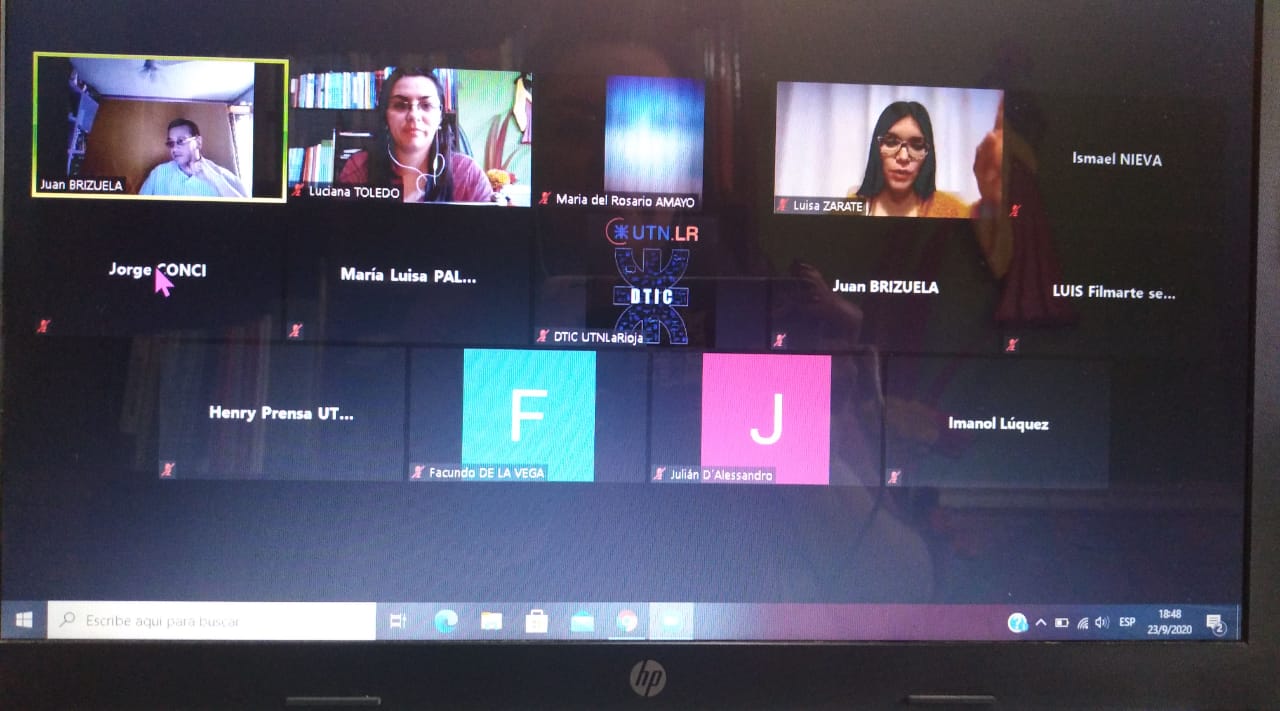 Juan BRIZUELA
Luciana TOLEDO
Maria del Rosario AMAYO
Luisa ZARATE
Ismael NIEVA
Jorge CONCI
María Luisa PAL...
UTN.LR
DTIC
DTIC UTNLaRioja
Juan BRIZUELA
LUIS Filmarte se...
Henry Prensa UT...
F
Facundo DE LA VEGA
J
Julián D'Alessandro
Imanol Lúquez
Escribe aquí para buscar
ESP
18:48
23/9/2020
2
hp